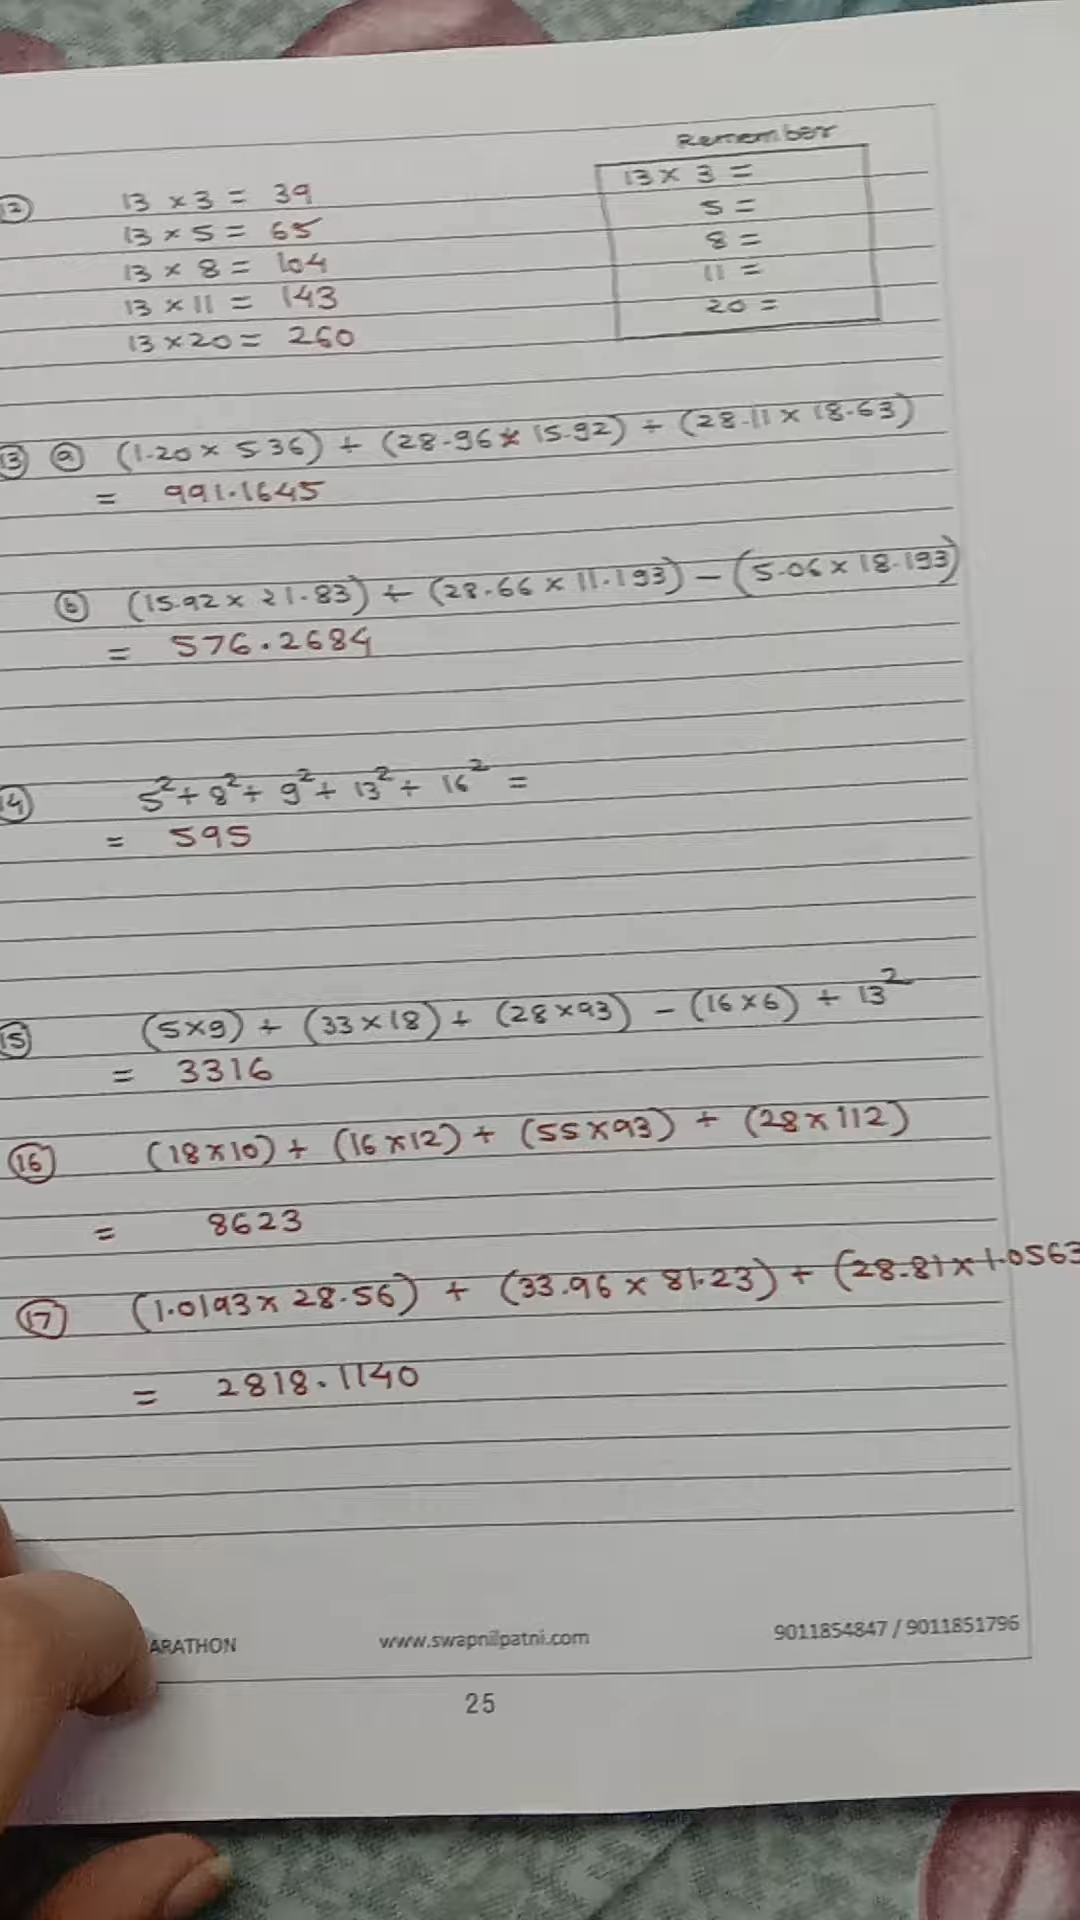 Remember
12 13 × 3 = 39 13 × 3 =
13 × 5 = 65 5 =
13 × 8 = 104 8 =
13 × 11 = 143 11 =
13 × 20 = 260 20 =
13 a (1.20 × 5.36) + (28.96 × 15.92) + (28.11 × 18.63)
= 991.1645
b (15.92 × 21.83) + (28.66 × 11.193) − (5.06 × 18.193)
= 576.2684
14 5² + 8² + 9² + 13² + 16² =
= 595
15 (5×9) + (33×18) + (28×93) − (16×6) + 13²
= 3316
16 (18×10) + (16×12) + (55×93) + (28×112)
= 8623
17 (1.0193 × 28.56) + (33.96 × 81.23) + (28.81 × 1.0563
= 2818.1140
ARATHON www.swapnilpatni.com 9011854847 / 9011851796
25